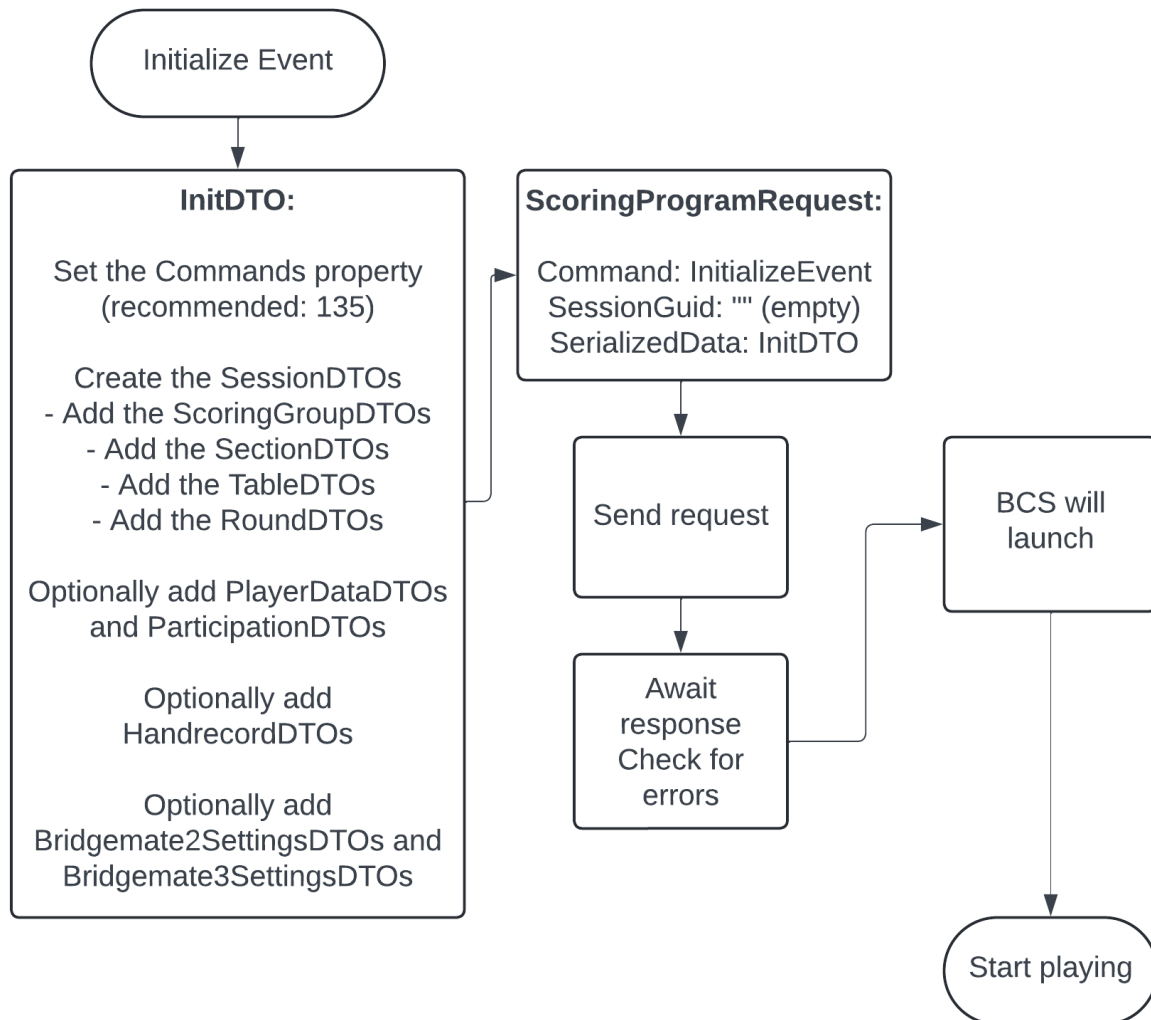 Initialize Event
InitDTO:
Set the Commands property
(recommended: 135)
Create the SessionDTOs
- Add the ScoringGroupDTOs
- Add the SectionDTOs
- Add the TableDTOs
- Add the RoundDTOs
Optionally add PlayerDataDTOs
and ParticipationDTOs
Optionally add
HandrecordDTOs
Optionally add
Bridgemate2SettingsDTOs and
Bridgemate3SettingsDTOs
ScoringProgramRequest:
Command: InitializeEvent
SessionGuid: "" (empty)
SerializedData: InitDTO
Send request
Await
response
Check for
errors
BCS will
launch
Start playing